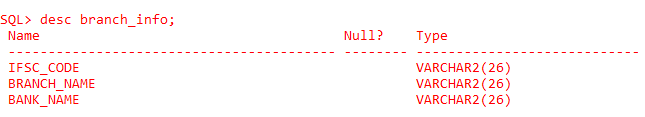 SQL> desc branch_info;
Name Null? Type
----------------------------------------- -------- ----------------------------
IFSC_CODE VARCHAR2(26)
BRANCH_NAME VARCHAR2(26)
BANK_NAME VARCHAR2(26)